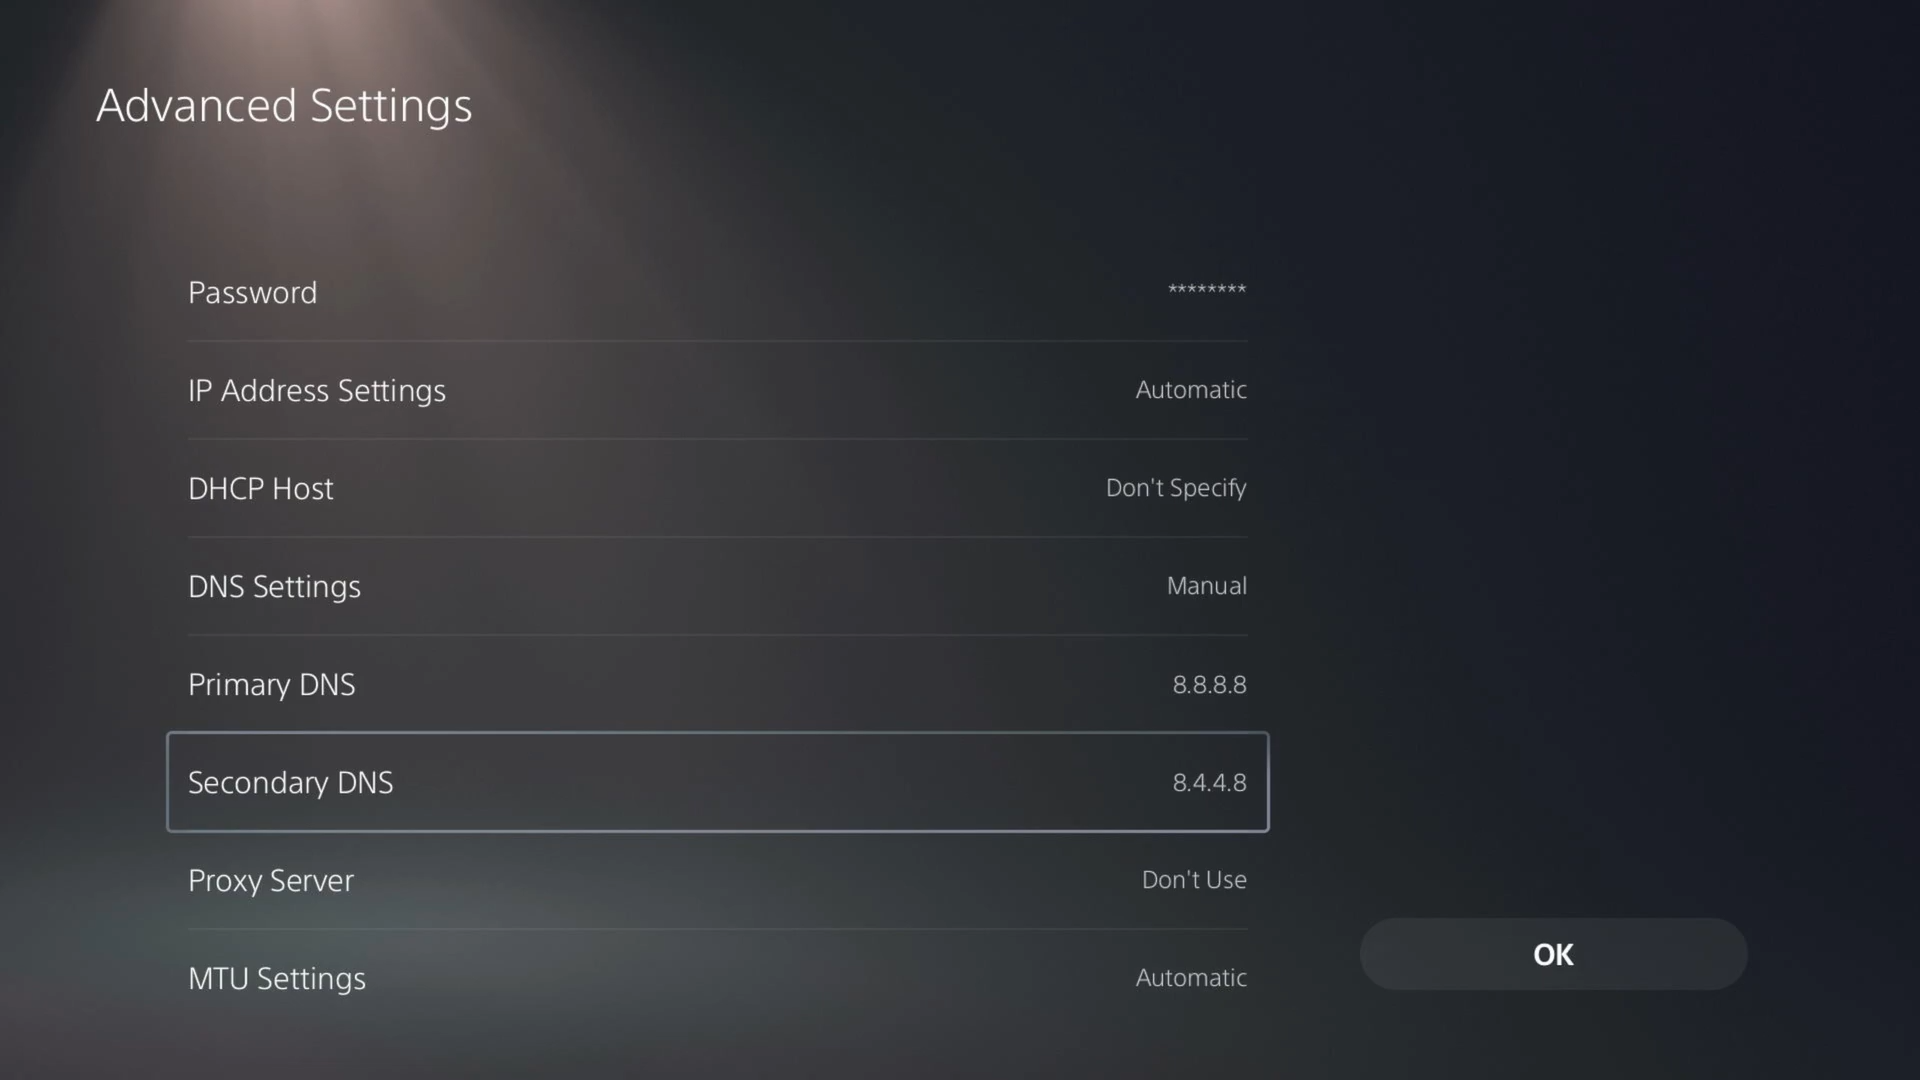 Advanced Settings
Password ********
IP Address Settings Automatic
DHCP Host Don't Specify
DNS Settings Manual
Primary DNS 8.8.8.8
Secondary DNS 8.4.4.8
Proxy Server Don't Use
MTU Settings Automatic
OK